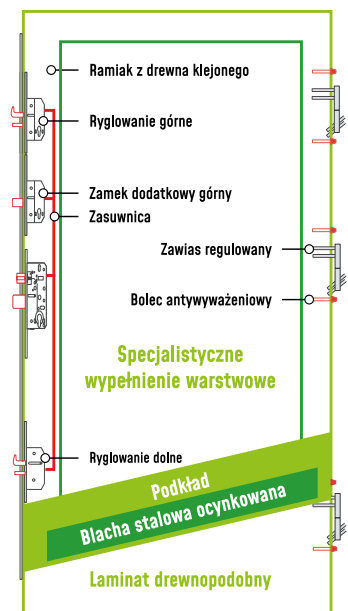 Ramiak z drewna klejonego
Ryglowanie górne
Zamek dodatkowy górny
Zasuwnica
Zawias regulowany
Bolec antywyważeniowy
Specjalistyczne
wypełnienie warstwowe
Ryglowanie dolne
Podkład
Blacha stalowa ocynkowana
Laminat drewnopodobny